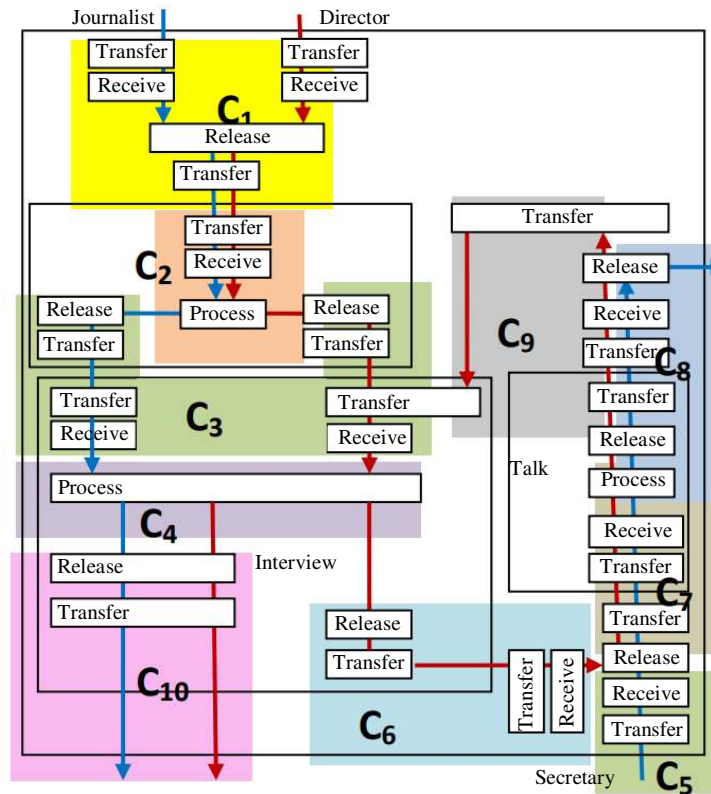 Journalist Director
Transfer Transfer
Receive Receive
C1
Release
Transfer
Transfer
Transfer
C2
Receive
Release
Release Release
Process
Receive
Transfer Transfer
C9
Transfer
C8
Transfer Transfer
Transfer
C3
Receive Receive
Release
Talk
Process
Process
C4
Receive
Release
Interview
Transfer
C7
Transfer
Release
Transfer
Transfer
Transfer
Receive
Release
C10
Receive
C6
Transfer
Secretary
C5